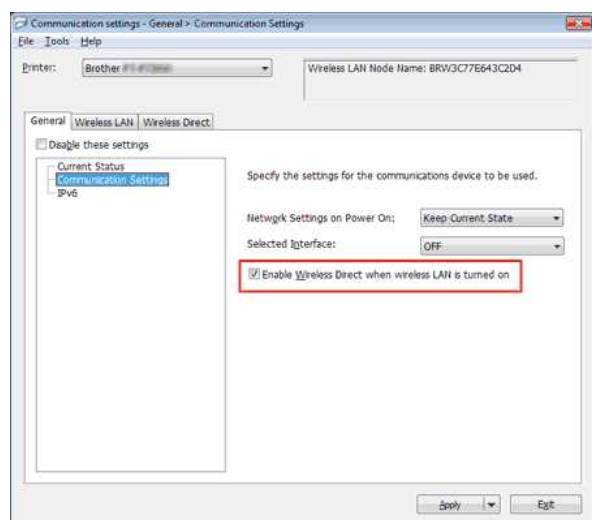 Communication settings - General > Communication Settings
File Tools Help
Printer: Brother
Wireless LAN Node Name: BRW3C77E643C2D4
General Wireless LAN Wireless Direct
Disable these settings
Current Status
Communication Settings
IPv6
Specify the settings for the communications device to be used.
Network Settings on Power On: Keep Current State
Selected Interface: OFF
Enable Wireless Direct when wireless LAN is turned on
Apply Exit